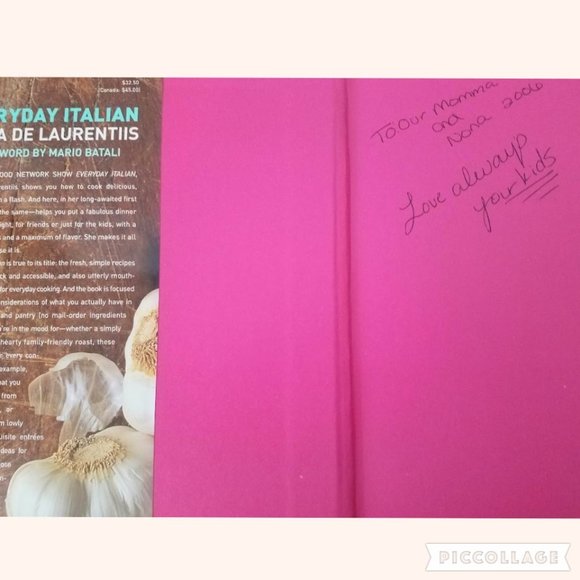 $32.50
(Canada: $45.00)
RYDAY ITALIAN
A DE LAURENTIIS
WORD BY MARIO BATALI
OOD NETWORK SHOW EVERYDAY ITALIAN,
rentiis shows you how to cook delicious,
n a flash. And here, in her long-awaited first
the same—helps you put a fabulous dinner
ight, for friends or just for the kids, with a
s and a maximum of flavor. She makes it all
se it is.
n is true to its title: the fresh, simple recipes
ck and accessible, and also utterly mouth-
for everyday cooking. And the book is focused
onsiderations of what you actually have in
and pantry (no mail-order ingredients
u're in the mood for—whether a simply
hearty family-friendly roast, these
e every con-
example,
hat you
from
, or
m lowly
uisite entrées
deas for
ose
n-
To Our Momma 2006
and
Nona
Love always
your kids
PICCOLLAGE